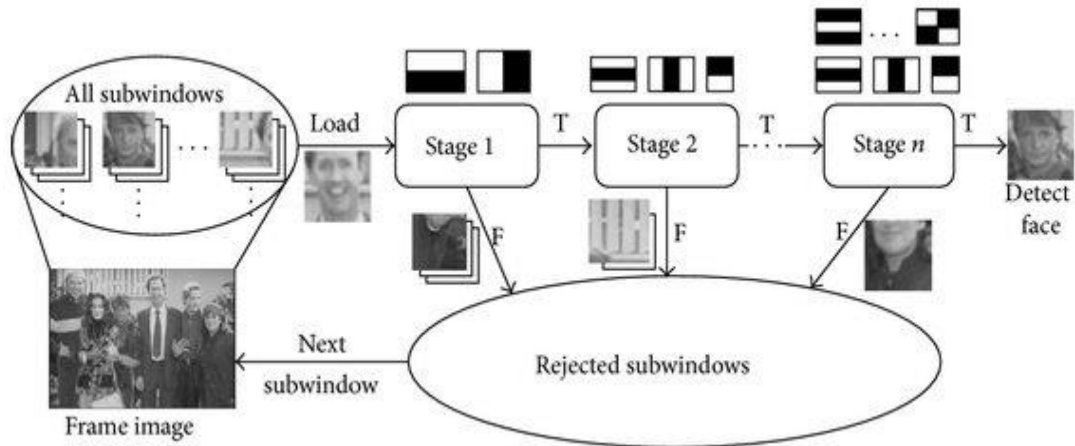 All subwindows
Load
Stage 1
T
Stage 2
T
Stage n
T
Detect
face
F
F
F
Rejected subwindows
Next
subwindow
Frame image